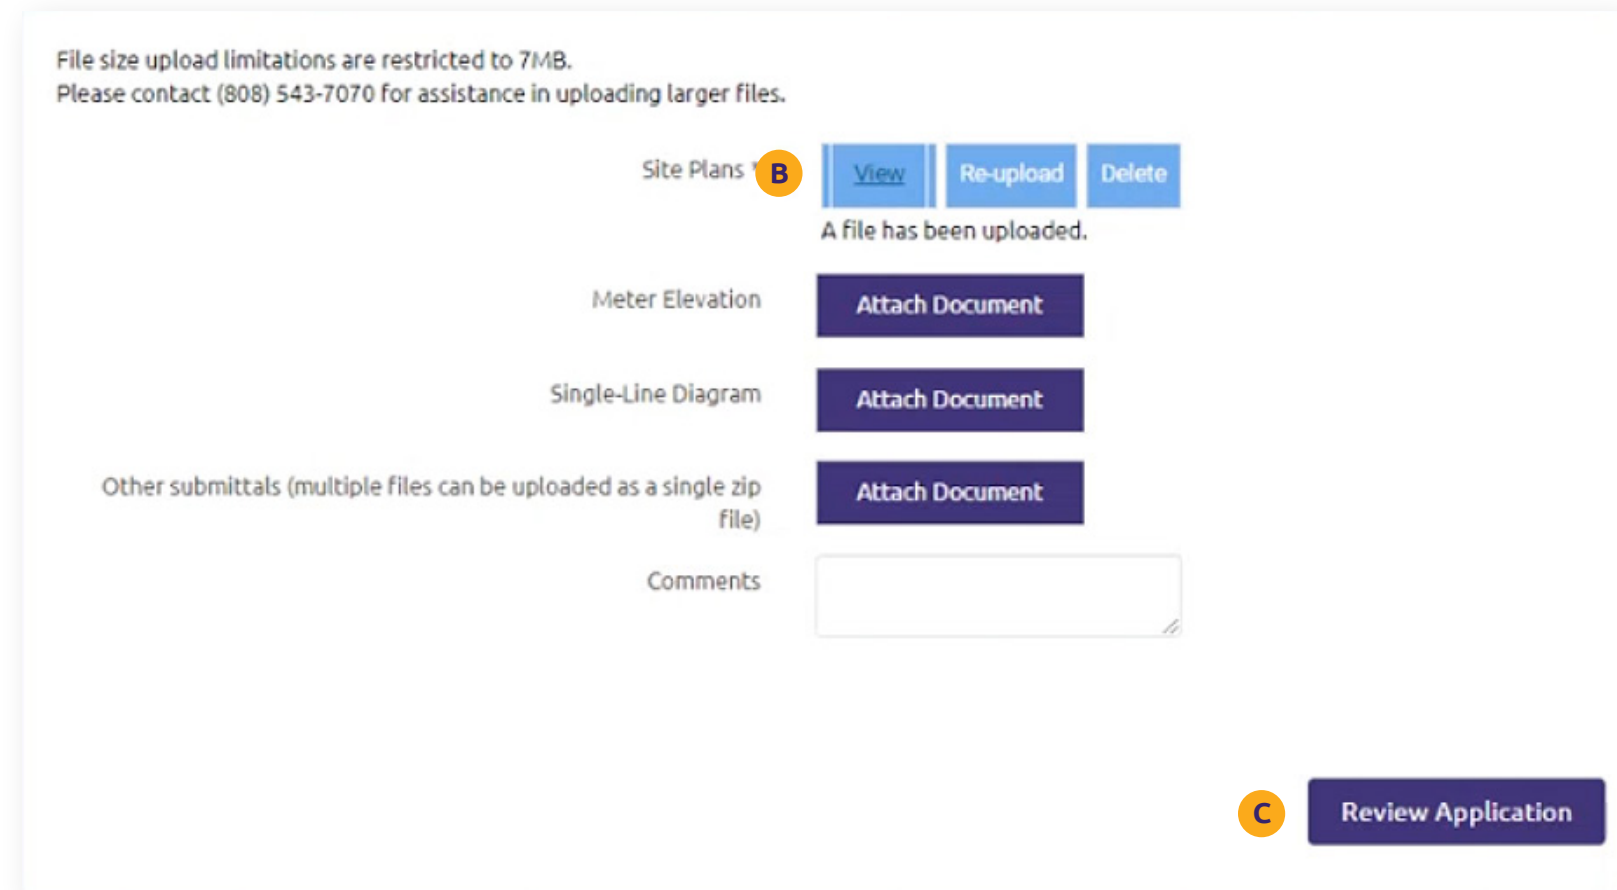 File size upload limitations are restricted to 7MB.
Please contact (808) 543-7070 for assistance in uploading larger files.
Site Plans * B View Re-upload Delete
A file has been uploaded.
Meter Elevation Attach Document
Single-Line Diagram Attach Document
Other submittals (multiple files can be uploaded as a single zip Attach Document
file)
Comments
C Review Application